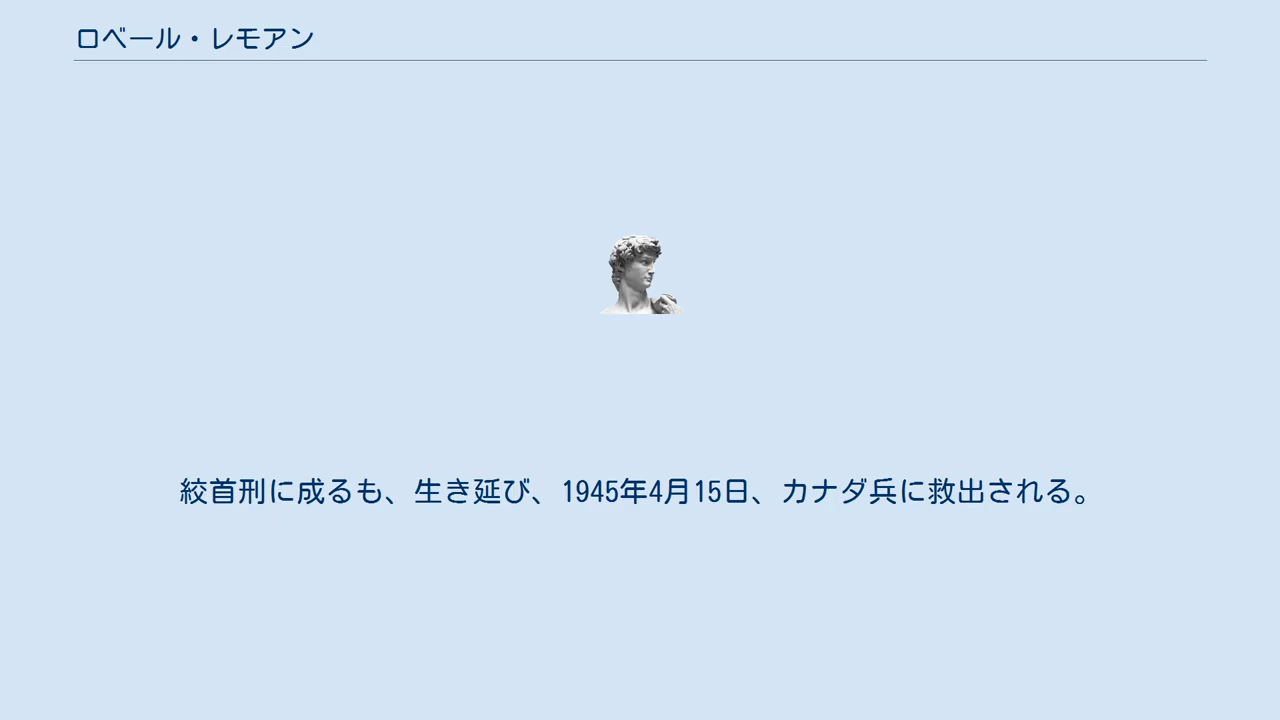 ロベール・レモアン
絞首刑に成るも、生き延び、1945年4月15日、カナダ兵に救出される。